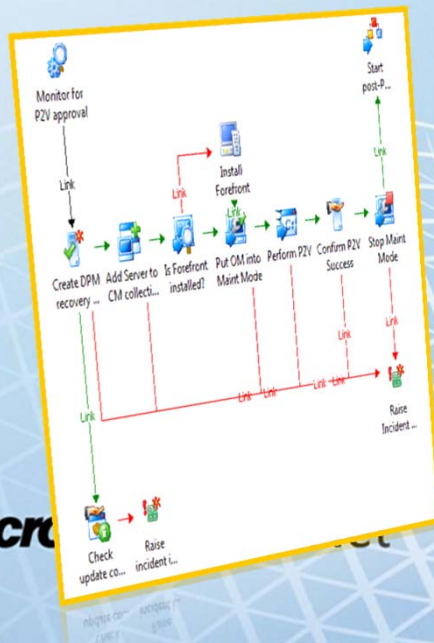 Monitor for
P2V approval
Start
post-P...
Link
Link
Link
Install
Forefront
Link
Create DPM
recovery ...
Add Server to
CM collecti...
Is Forefront
installed?
Put OM into
Maint Mode
Perform P2V
Confirm P2V
Success
Stop Maint
Mode
Link
Link
Link
Link
Link
Link
Link
Raise
Incident ...
Check
update co...
Raise
incident i...